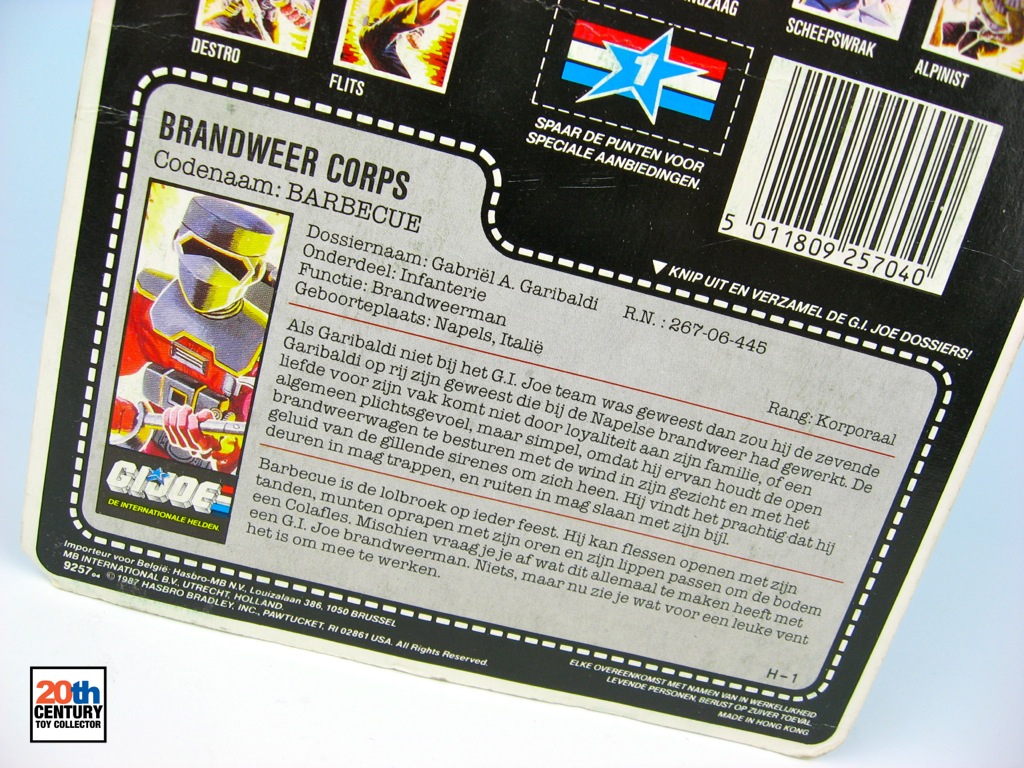 DESTRO
FLITS
SCHEEPSWRAK
ALPINIST
1
SPAAR DE PUNTEN VOOR
SPECIALE AANBIEDINGEN.
5 011809 257040
▼ KNIP UIT EN VERZAMEL DE G.I. JOE DOSSIERS!
BRANDWEER CORPS
Codenaam: BARBECUE
Dossiernaam: Gabriël A. Garibaldi R.N.: 267-06-445
Onderdeel: Infanterie
Functie: Brandweerman
Geboorteplaats: Napels, Italië Rang: Korporaal
Als Garibaldi niet bij het G.I. Joe team was geweest dan zou hij de zevende
Garibaldi op rij zijn geweest die bij de Napelse brandweer had gewerkt. De
liefde voor zijn vak komt niet door loyaliteit aan zijn familie, of een
algemeen plichtsgevoel, maar simpel, omdat hij ervan houdt de open
brandweerwagen te besturen met de wind in zijn gezicht en met het
geluid van de gillende sirenes om zich heen. Hij vindt het prachtig dat hij
deuren in mag trappen, en ruiten in mag slaan met zijn bijl.
Barbecue is de lolbroek op ieder feest. Hij kan flessen openen met zijn
tanden, munten oprapen met zijn oren en zijn lippen passen om de bodem
een Colafles. Mischien vraag je je af wat dit allemaal te maken heeft met
een G.I. Joe brandweerman. Niets, maar nu zie je wat voor een leuke vent
het is om mee te werken.
H-1
G.I. JOE
DE INTERNATIONALE HELDEN.
Importeur voor België: Hasbro-MB N.V., Louizalaan 386, 1050 BRUSSEL
MB INTERNATIONAL B.V., UTRECHT, HOLLAND.
9257 04 © 1987 HASBRO BRADLEY, INC., PAWTUCKET, RI 02861 USA. All Rights Reserved.
ELKE OVEREENKOMST MET NAMEN VAN IN WERKELIJKHEID
LEVENDE PERSONEN, BERUST OP ZUIVER TOEVAL
MADE IN HONG KONG
20th
CENTURY
TOY COLLECTOR